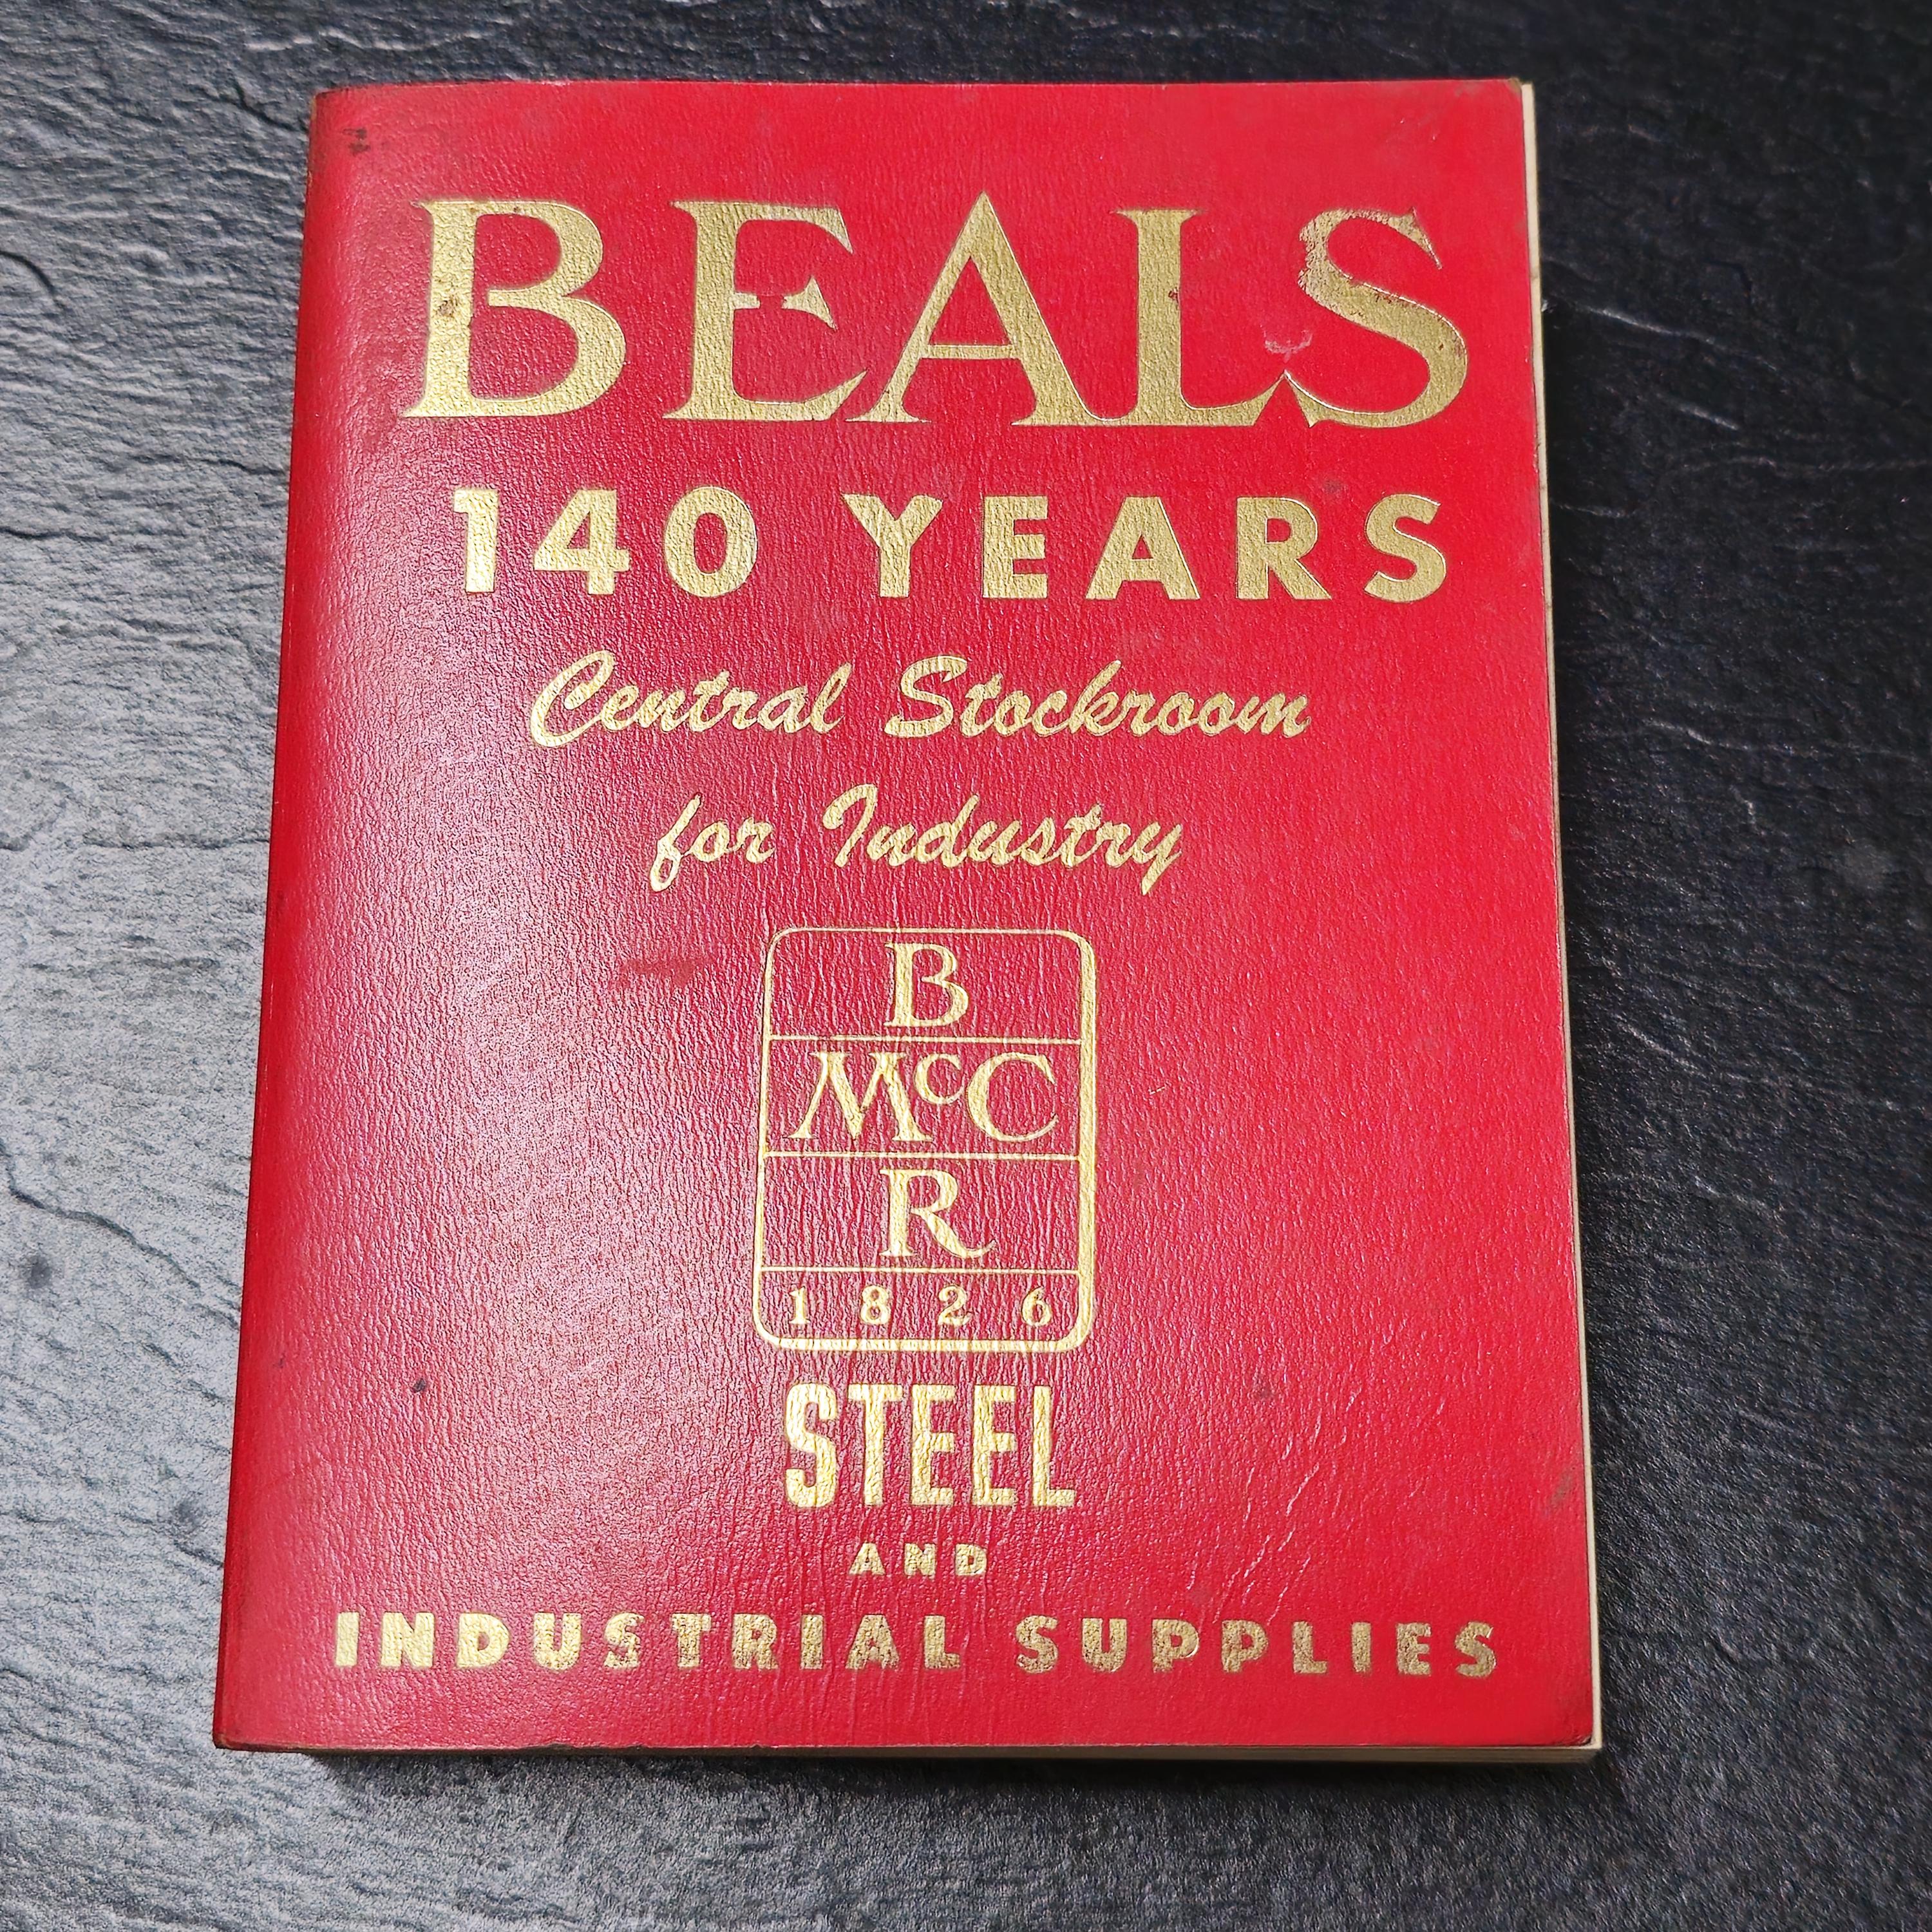 BEALS
140 YEARS
Central Stockroom
for Industry
B
McC
R
1826
STEEL
AND
INDUSTRIAL SUPPLIES